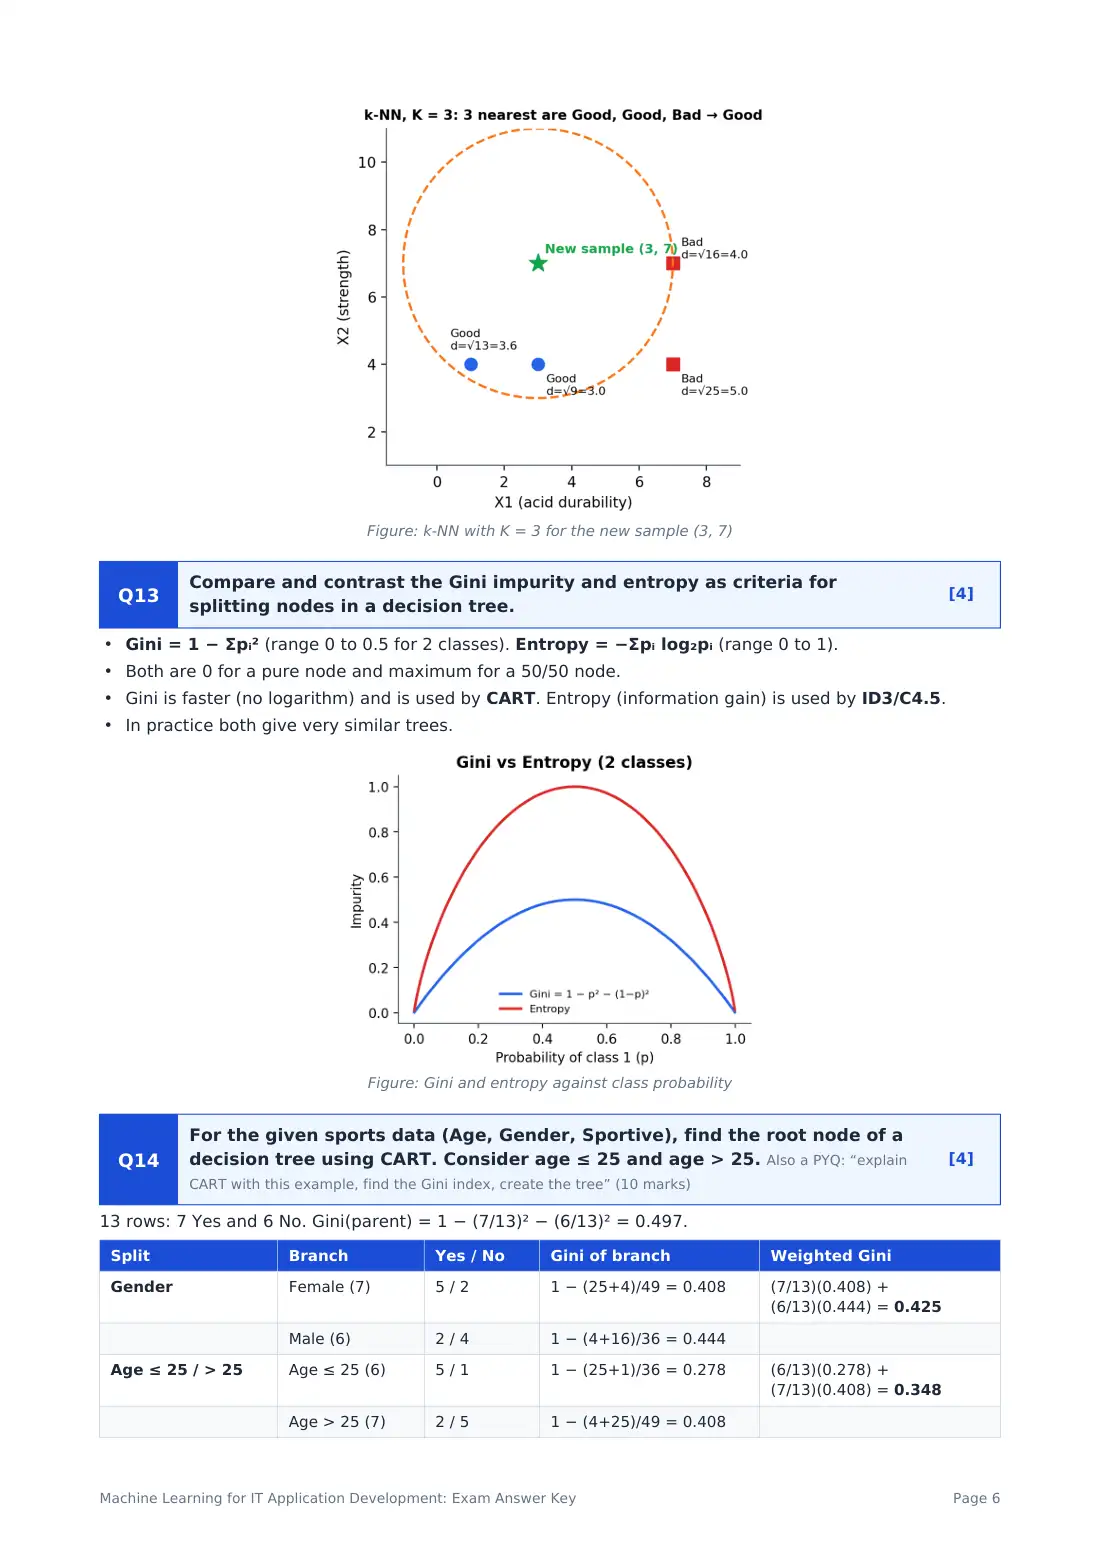 k-NN, K = 3: 3 nearest are Good, Good, Bad → Good
10
8
6
4
2
X2 (strength)
New sample (3, 7)
Bad
d=√16=4.0
Good
d=√13=3.6
Good
d=√9=3.0
Bad
d=√25=5.0
0 2 4 6 8
X1 (acid durability)
Figure: k-NN with K = 3 for the new sample (3, 7)
Q13
Compare and contrast the Gini impurity and entropy as criteria for
splitting nodes in a decision tree.
[4]
• Gini = 1 − Σpᵢ² (range 0 to 0.5 for 2 classes). Entropy = −Σpᵢ log₂pᵢ (range 0 to 1).
• Both are 0 for a pure node and maximum for a 50/50 node.
• Gini is faster (no logarithm) and is used by CART. Entropy (information gain) is used by ID3/C4.5.
• In practice both give very similar trees.
Gini vs Entropy (2 classes)
1.0
0.8
0.6
0.4
0.2
0.0
Impurity
Gini = 1 − p² − (1−p)²
Entropy
0.0 0.2 0.4 0.6 0.8 1.0
Probability of class 1 (p)
Figure: Gini and entropy against class probability
Q14
For the given sports data (Age, Gender, Sportive), find the root node of a
decision tree using CART. Consider age ≤ 25 and age > 25. Also a PYQ: “explain
CART with this example, find the Gini index, create the tree” (10 marks)
[4]
13 rows: 7 Yes and 6 No. Gini(parent) = 1 − (7/13)² − (6/13)² = 0.497.
Split Branch Yes / No Gini of branch Weighted Gini
Gender Female (7) 5 / 2 1 − (25+4)/49 = 0.408 (7/13)(0.408) +
(6/13)(0.444) = 0.425
Male (6) 2 / 4 1 − (4+16)/36 = 0.444
Age ≤ 25 / > 25 Age ≤ 25 (6) 5 / 1 1 − (25+1)/36 = 0.278 (6/13)(0.278) +
(7/13)(0.408) = 0.348
Age > 25 (7) 2 / 5 1 − (4+25)/49 = 0.408
Machine Learning for IT Application Development: Exam Answer Key
Page 6